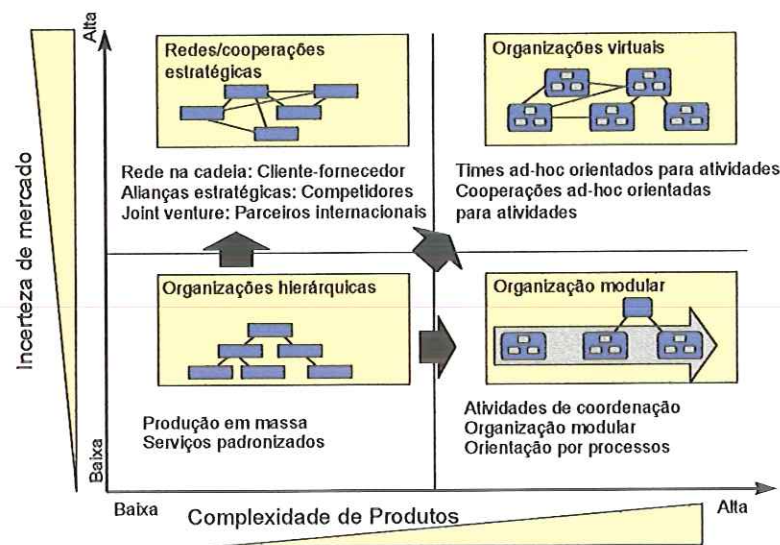 Alta
Incerteza de mercado
Baixa
Redes/cooperações
estratégicas
Rede na cadeia: Cliente-fornecedor
Alianças estratégicas: Competidores
Joint venture: Parceiros internacionais
Organizações virtuais
Times ad-hoc orientados para atividades
Cooperações ad-hoc orientadas
para atividades
Organizações hierárquicas
Produção em massa
Serviços padronizados
Organização modular
Atividades de coordenação
Organização modular
Orientação por processos
Baixa
Complexidade de Produtos
Alta